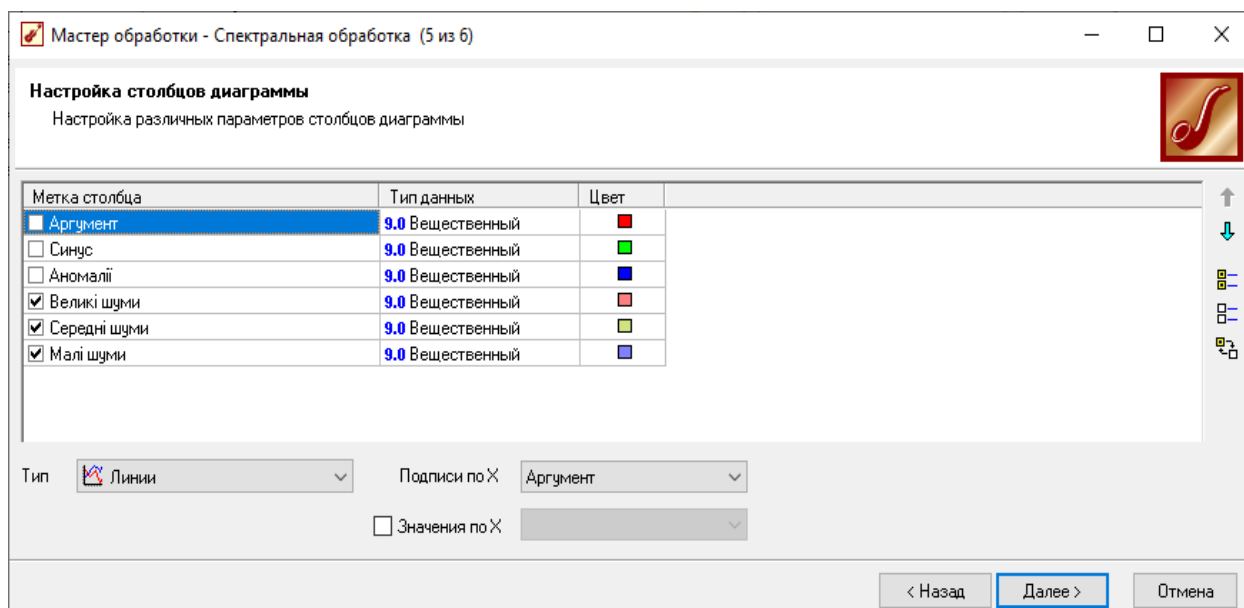 Мастер обработки - Спектральная обработка (5 из 6)
Настройка столбцов диаграммы
Настройка различных параметров столбцов диаграммы
Метка столбца Тип данных Цвет
Аргумент 9.0 Вещественный
Синус 9.0 Вещественный
Аномалії 9.0 Вещественный
Великі шуми 9.0 Вещественный
Середні шуми 9.0 Вещественный
Малі шуми 9.0 Вещественный
Тип Линии Подписи по X Аргумент
Значения по X
< Назад Далее > Отмена